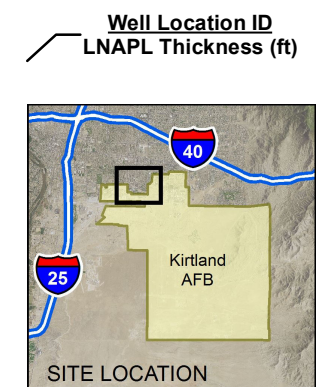 Well Location ID
LNAPL Thickness (ft)
40
Kirtland
AFB
25
SITE LOCATION